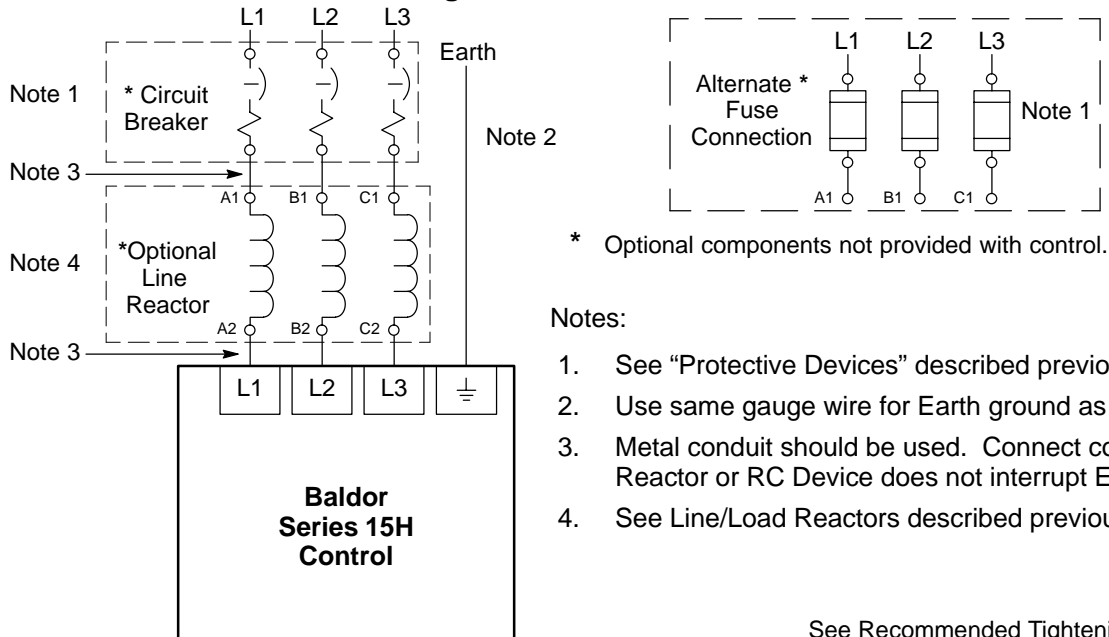 L1 L2 L3
Earth
Note 1
* Circuit
Breaker
Note 2
Note 3
A1 B1 C1
Note 4
*Optional
Line
Reactor
A2 B2 C2
Note 3
L1 L2 L3
Baldor
Series 15H
Control
L1 L2 L3
Alternate *
Fuse
Connection
Note 1
A1 B1 C1
* Optional components not provided with control.
Notes:
1. See “Protective Devices” described previo
2. Use same gauge wire for Earth ground as
3. Metal conduit should be used. Connect co
Reactor or RC Device does not interrupt E
4. See Line/Load Reactors described previou
See Recommended Tighteni